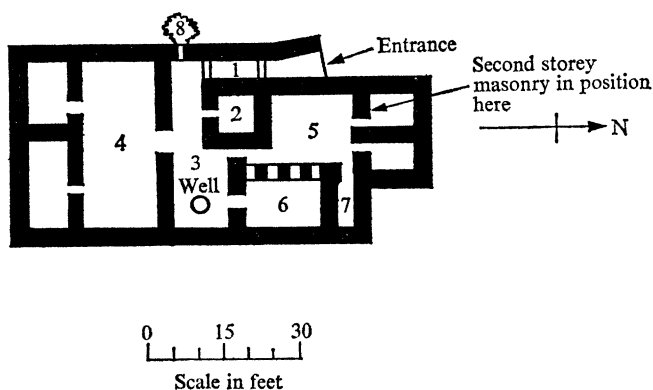 8
Entrance
1
Second storey
masonry in position
here
2
N
4
5
3
Well
6
7
0 15 30
Scale in feet